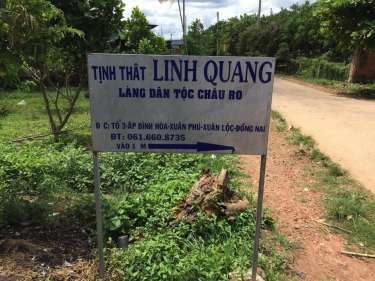 TỊNH THẤT LINH QUANG
LÀNG DÂN TỘC CHÂU RO
Đ C: TỔ 3-ẤP BÌNH HÒA-XUÂN PHÚ-XUÂN LỘC-ĐỒNG NAI
ĐT: 061.660.8735
VÀO 1 M